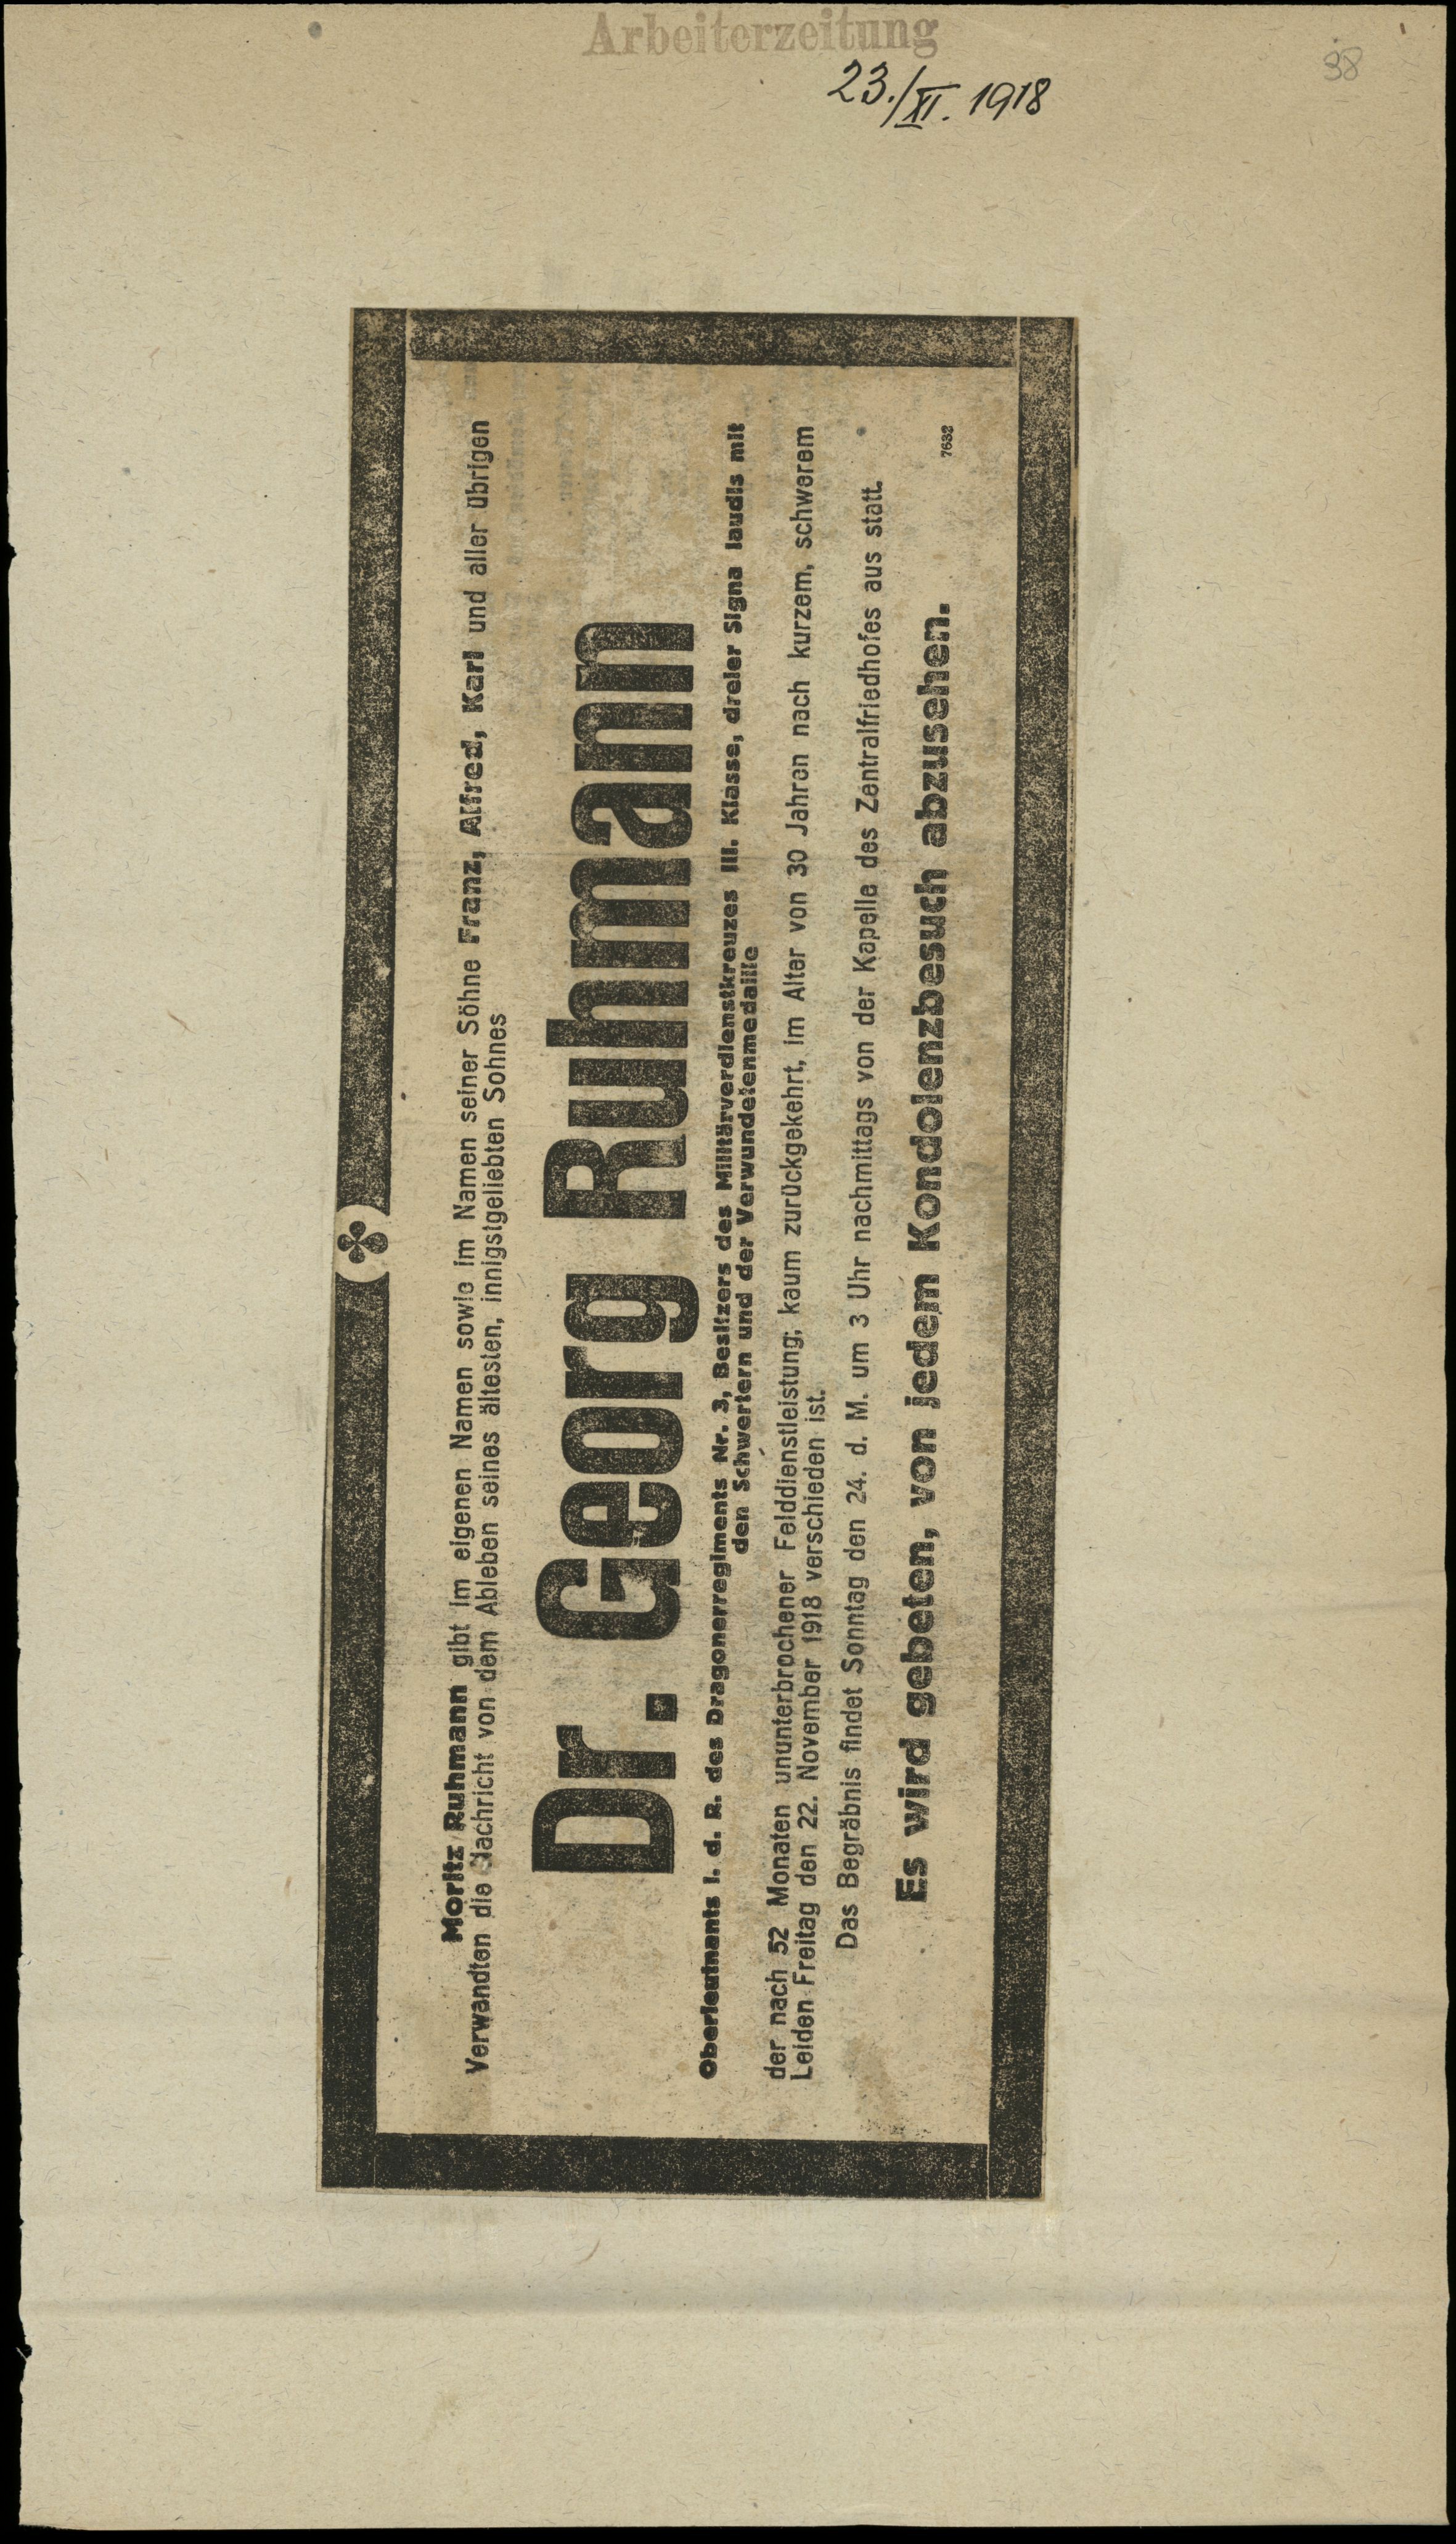 Arbeiterzeitung
23./XI. 1918
38
Moritz Ruhmann gibt im eigenen Namen sowie im Namen seiner Söhne Franz, Alfred, Karl und aller übrigen
Verwandten die Nachricht von dem Ableben seines ältesten, innigstgeliebten Sohnes
Dr. Georg Ruhmann
Oberleutnants i. d. R. des Dragonerregiments Nr. 3, Besitzers des Militärverdienstkreuzes III. Klasse, dreier Signa laudis mit
den Schwertern und der Verwundetenmedaille
der nach 52 Monaten ununterbrochener Felddienstleistung, kaum zurückgekehrt, im Alter von 30 Jahren nach kurzem, schwerem
Leiden Freitag den 22. November 1918 verschieden ist.
Das Begräbnis findet Sonntag den 24. d. M. um 3 Uhr nachmittags von der Kapelle des Zentralfriedhofes aus statt.
Es wird gebeten, von jedem Kondolenzbesuch abzusehen.
7632